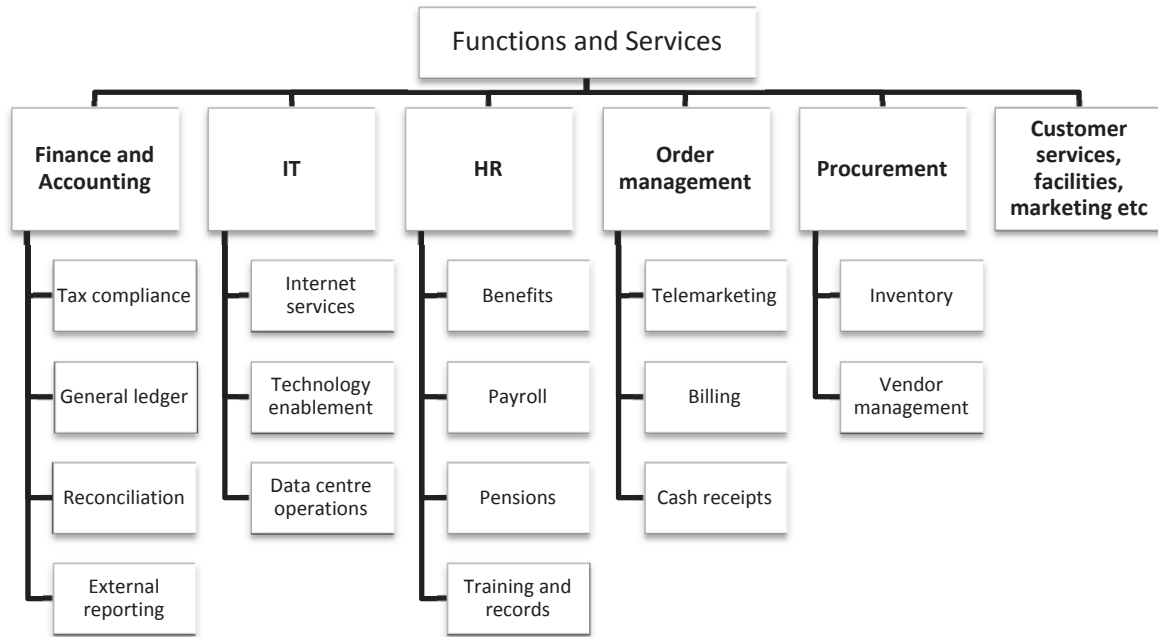 Functions and Services
Finance and
Accounting
Tax compliance
General ledger
Reconciliation
External
reporting
IT
Internet
services
Technology
enablement
Data centre
operations
HR
Benefits
Payroll
Pensions
Training and
records
Order
management
Telemarketing
Billing
Cash receipts
Procurement
Inventory
Vendor
management
Customer
services,
facilities,
marketing etc